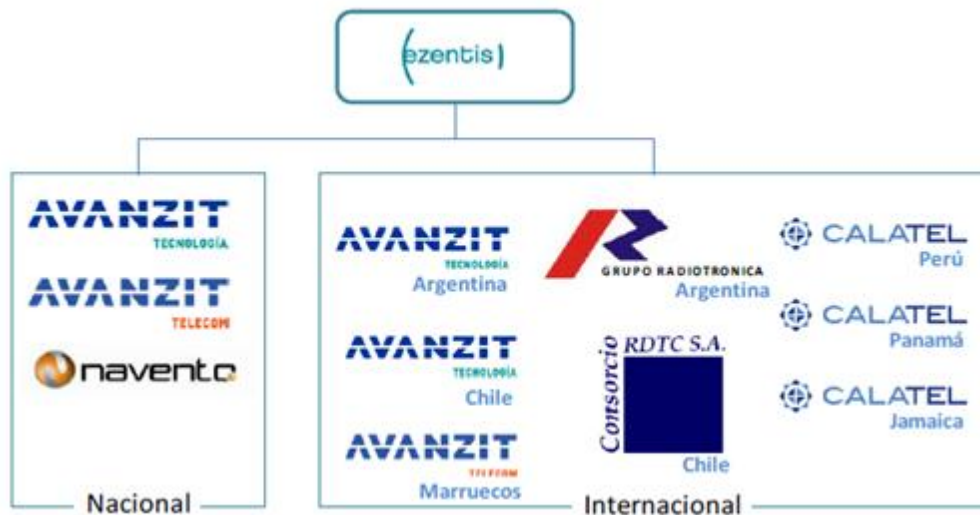 (ezentis)
AVANZIT
TECNOLOGÍA
AVANZIT
TELECOM
navento
Nacional
AVANZIT
TECNOLOGÍA
Argentina
AVANZIT
TECNOLOGÍA
Chile
AVANZIT
TELECOM
Marruecos
GRUPO RADIOTRONICA
Argentina
Consorcio
RDTC S.A.
Chile
CALATEL
Perú
CALATEL
Panamá
CALATEL
Jamaica
Internacional